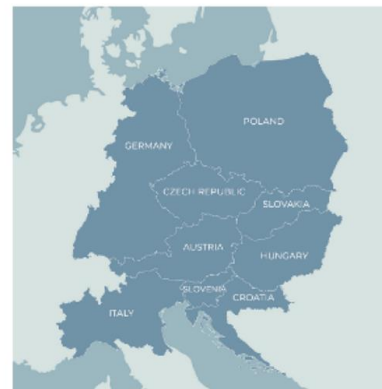 POLAND
GERMANY
CZECH REPUBLIC
SLOVAKIA
AUSTRIA
HUNGARY
SLOVENIA
CROATIA
ITALY